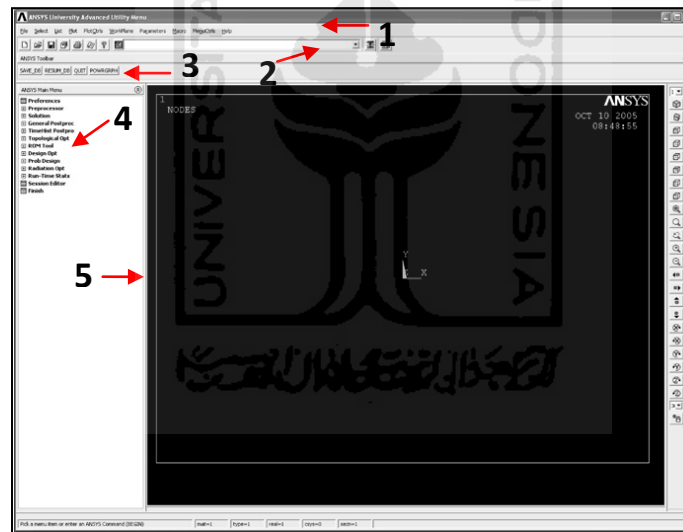 ANSYS University Advanced Utility Menu
File Select List Plot PlotCtrls WorkPlane Parameters Macro MenuCtrls Help
1
2
ANSYS Toolbar
SAVE_DB RESUM_DB QUIT POWRGRPH
3
ANSYS Main Menu
Preferences
Preprocessor
Solution
General Postproc
TimeHist Postpro
Topological Opt
ROM Tool
Design Opt
Prob Design
Radiation Opt
Run-Time Stats
Session Editor
Finish
4
5
1
NODES
ANSYS
OCT 10 2005
08:48:55
Y
X
UNIVERSITA
DONESIA
Pick a menu item or enter an ANSYS Command (BEGIN)
mat=1
type=1
real=1
csys=0
secn=1